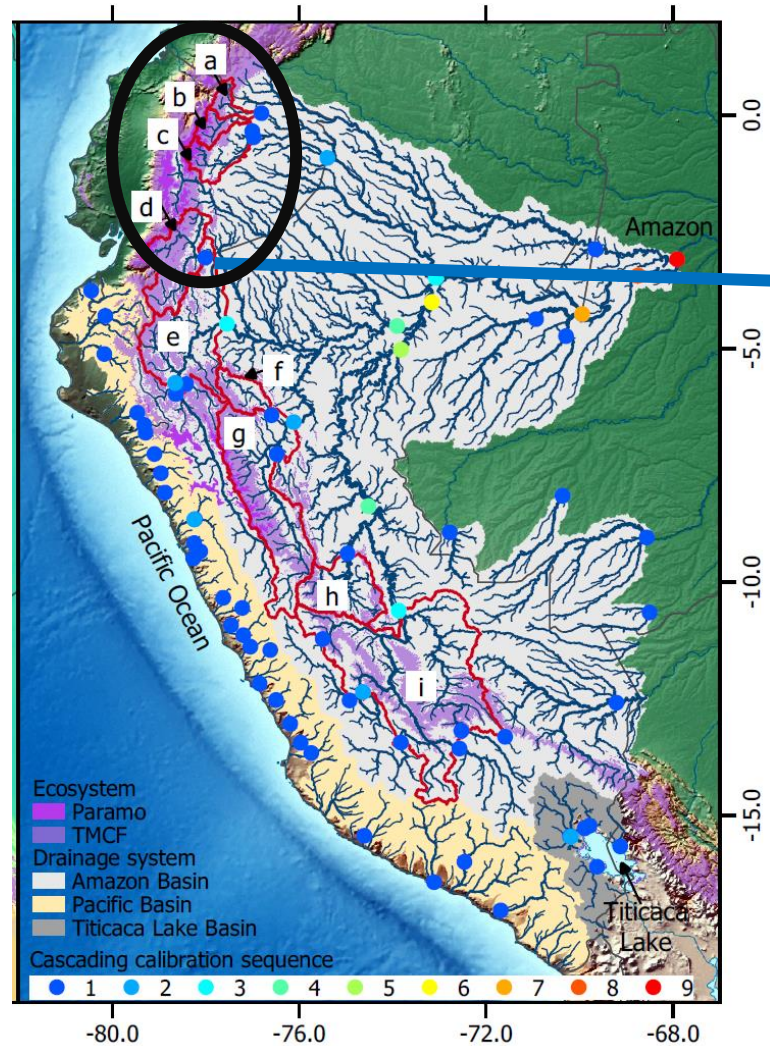 a
b
c
d
e
f
g
h
i
Amazon
Pacific Ocean
Titicaca
Lake
0.0
-5.0
-10.0
-15.0
Ecosystem
Paramo
TMCF
Drainage system
Amazon Basin
Pacific Basin
Titicaca Lake Basin
Cascading calibration sequence
1 2 3 4 5 6 7 8 9
-80.0 -76.0 -72.0 -68.0